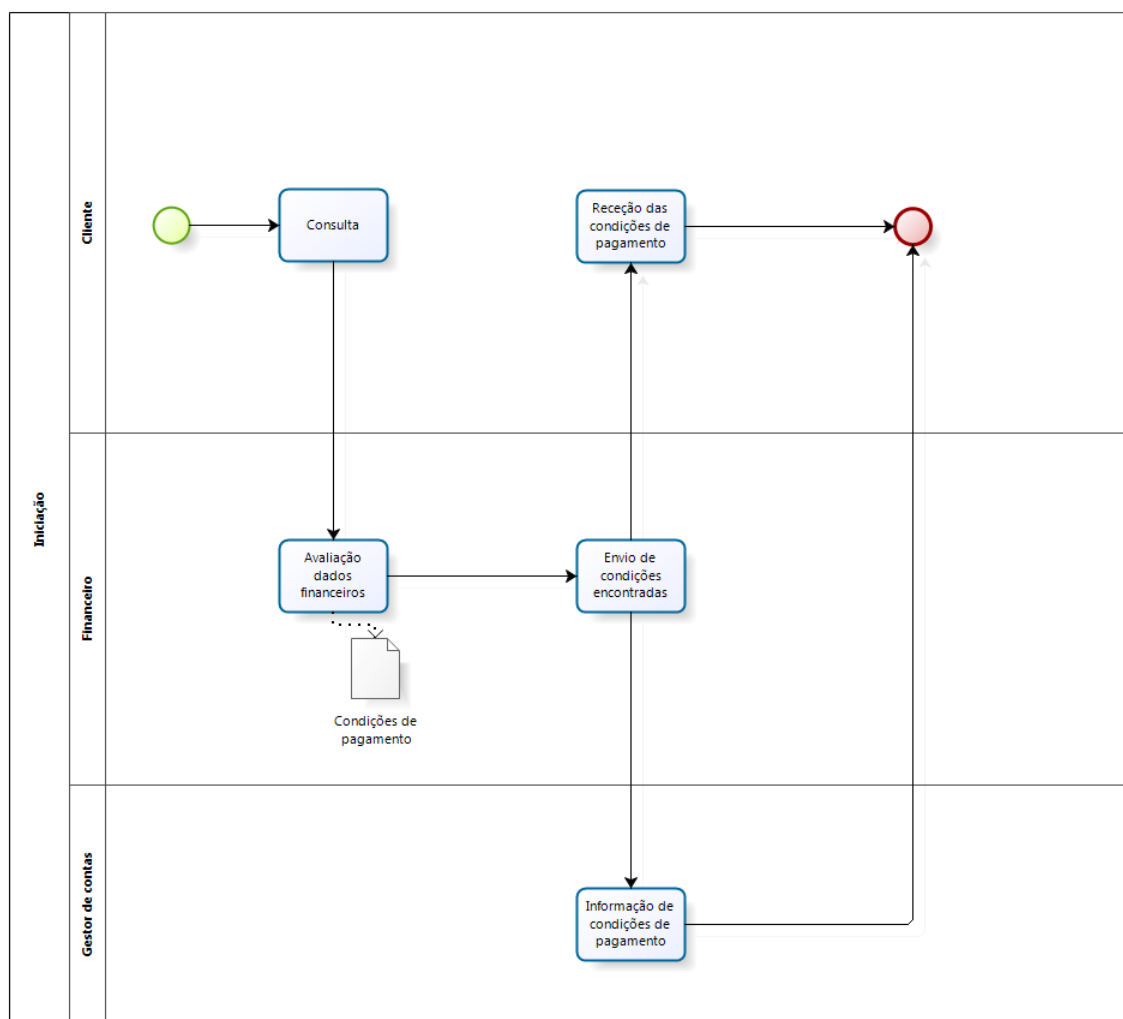 Iniciação
Cliente
Consulta
Receção das
condições de
pagamento
Financeiro
Avaliação
dados
financeiros
Envio de
condições
encontradas
Condições de
pagamento
Gestor de contas
Informação de
condições de
pagamento